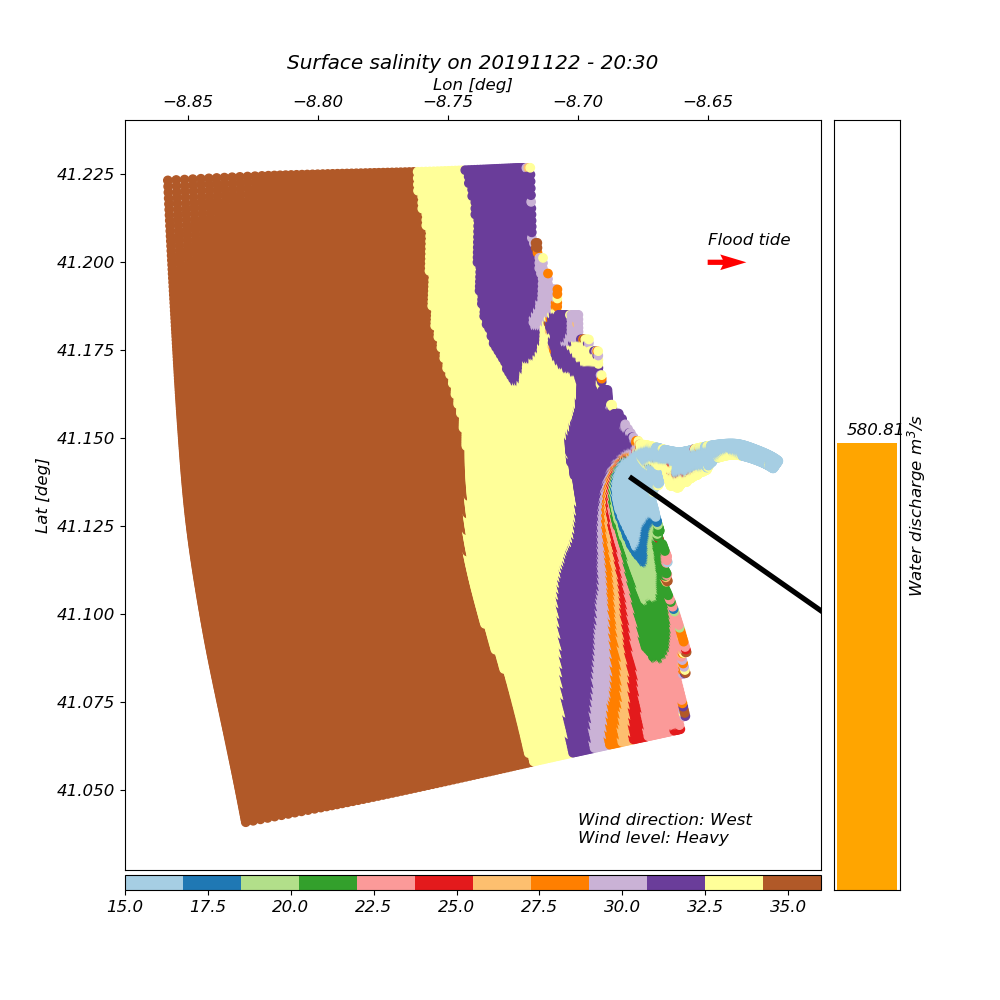 Surface salinity on 20191122 - 20:30
Lon [deg]
−8.85 −8.80 −8.75 −8.70 −8.65
41.225
41.200
41.175
41.150
41.125
41.100
41.075
41.050
Lat [deg]
Flood tide
Wind direction: West
Wind level: Heavy
580.81
Water discharge m³/s
15.0 17.5 20.0 22.5 25.0 27.5 30.0 32.5 35.0